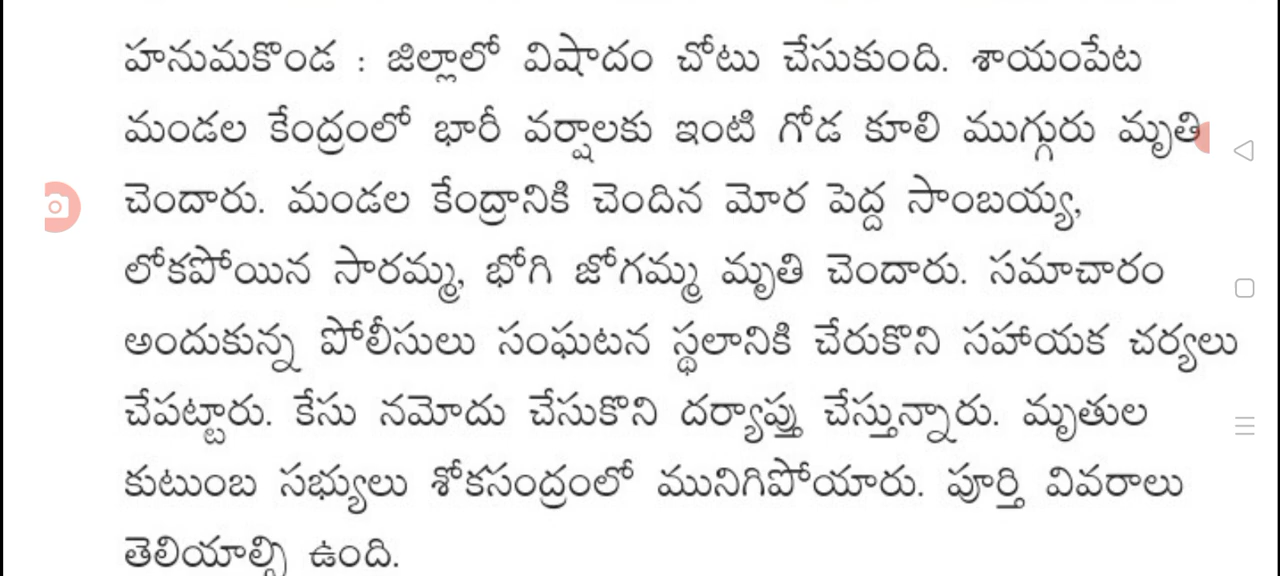 హనుమకొండ : జిల్లాలో విషాదం చోటు చేసుకుంది. శాయంపేట
మండల కేంద్రంలో భారీ వర్షాలకు ఇంటి గోడ కూలి ముగ్గురు మృతి
చెందారు. మండల కేంద్రానికి చెందిన మోర పెద్ద సాంబయ్య,
లోకపోయిన సారమ్మ, భోగి జోగమ్మ మృతి చెందారు. సమాచారం
అందుకున్న పోలీసులు సంఘటన స్థలానికి చేరుకొని సహాయక చర్యలు
చేపట్టారు. కేసు నమోదు చేసుకొని దర్యాప్తు చేస్తున్నారు. మృతుల
కుటుంబ సభ్యులు శోకసంద్రంలో మునిగిపోయారు. పూర్తి వివరాలు
తెలియాల్సి ఉంది.